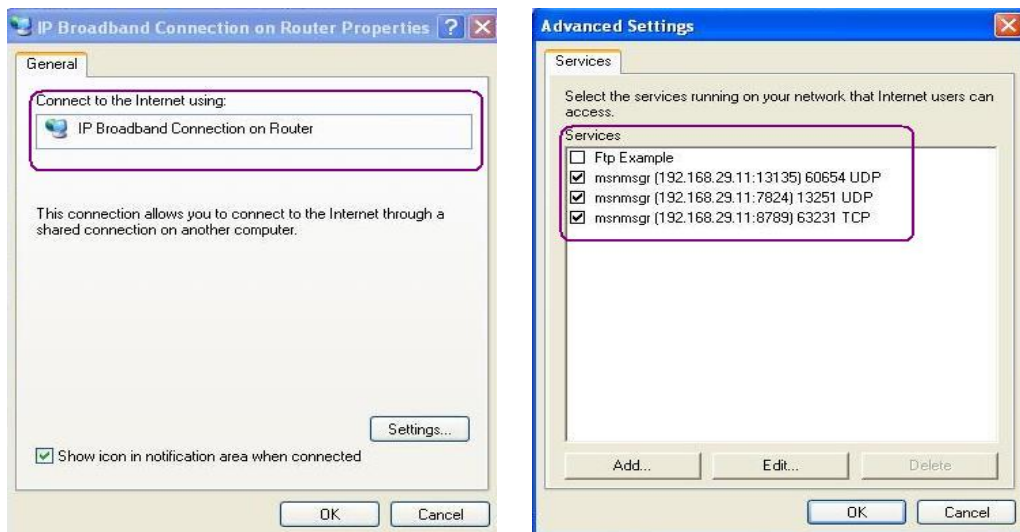 IP Broadband Connection on Router Properties
General
Connect to the Internet using:
IP Broadband Connection on Router
This connection allows you to connect to the Internet through a
shared connection on another computer.
Settings...
Show icon in notification area when connected
OK
Cancel
Advanced Settings
Services
Select the services running on your network that Internet users can
access.
Services
Ftp Example
msnmsgr (192.168.29.11:13135) 60654 UDP
msnmsgr (192.168.29.11:7824) 13251 UDP
msnmsgr (192.168.29.11:8789) 63231 TCP
Add...
Edit...
Delete
OK
Cancel